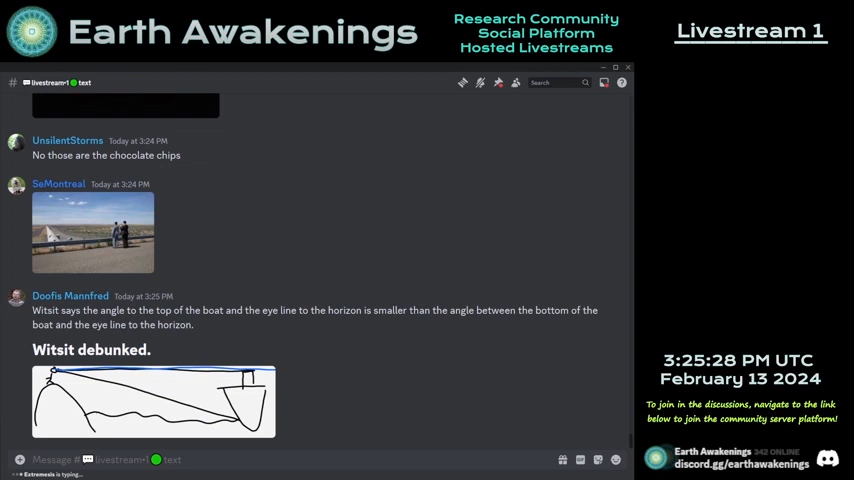 Earth Awakenings
Research Community
Social Platform
Hosted Livestreams
Livestream 1
# livestream•1 text
Search
UnsilentStorms Today at 3:24 PM
No those are the chocolate chips
SeMontreal Today at 3:24 PM
Doofis Mannfred Today at 3:25 PM
Witsit says the angle to the top of the boat and the eye line to the horizon is smaller than the angle between the bottom of the
boat and the eye line to the horizon.
Witsit debunked.
Message # livestream•1 text
GIF
Extremesis is typing...
3:25:28 PM UTC
February 13 2024
To join in the discussions, navigate to the link
below to join the community server platform!
Earth Awakenings 342 ONLINE
discord.gg/earthawakenings